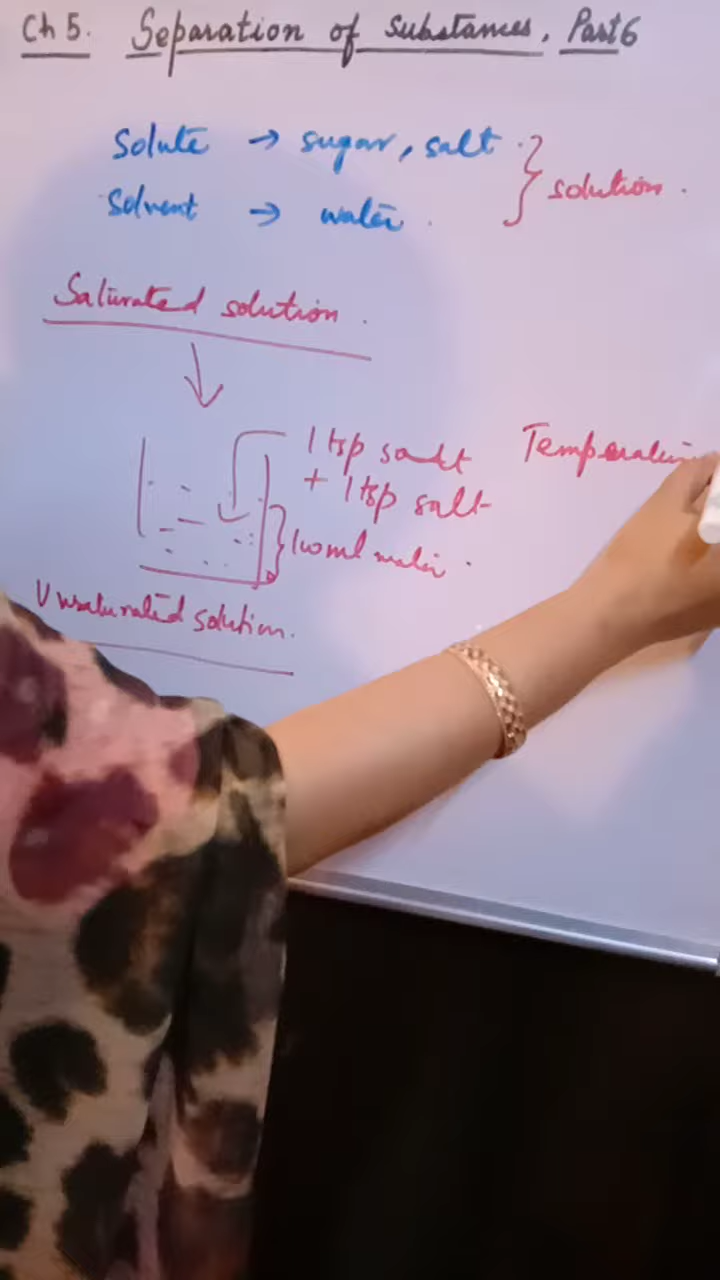 Ch 5. Separation of Substances, Part 6
Solute → sugar, salt } solution.
Solvent → water.
Saturated solution.
1 tsp salt
+ 1 tsp salt
100ml water.
Temperatu
Unsaturated solution.